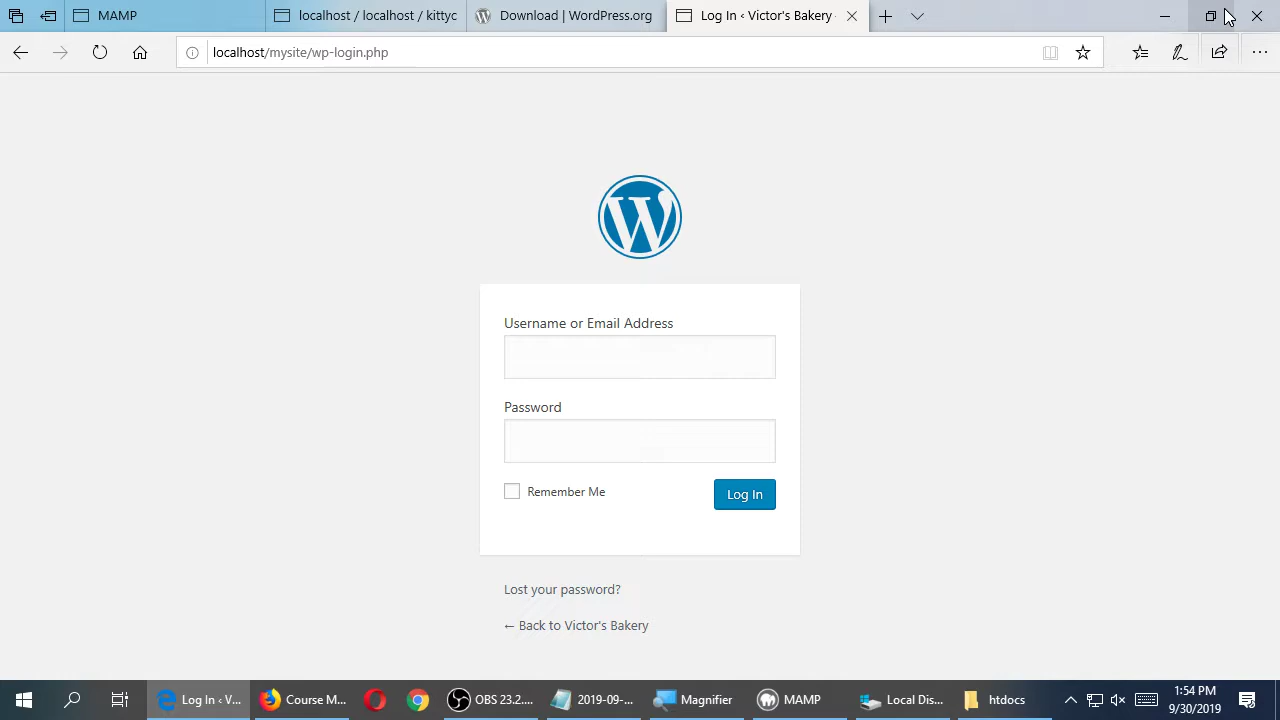 MAMP
localhost / localhost / kittyc
Download | WordPress.org
Log In ‹ Victor's Bakery
localhost/mysite/wp-login.php
Username or Email Address
Password
Remember Me
Log In
Lost your password?
← Back to Victor's Bakery
Log In ‹ V...
Course M...
OBS 23.2....
2019-09-...
Magnifier
MAMP
Local Dis...
htdocs
1:54 PM
9/30/2019